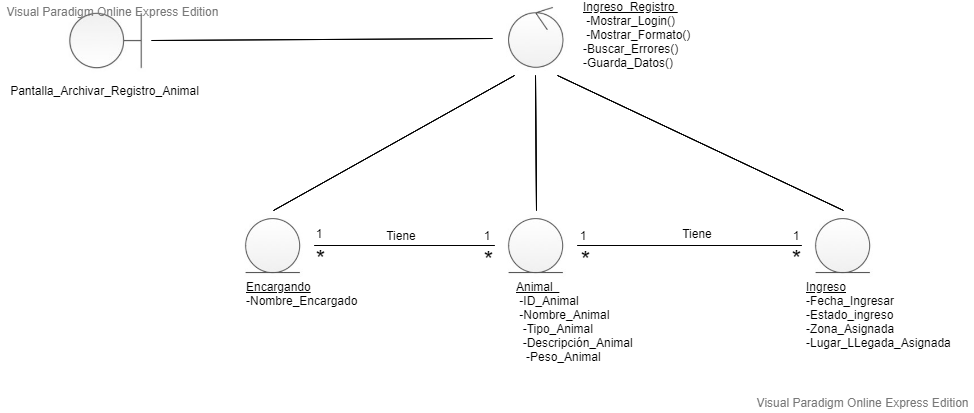 Visual Paradigm Online Express Edition
Ingreso_Registro
-Mostrar_Login()
-Mostrar_Formato()
-Buscar_Errores()
-Guarda_Datos()
Pantalla_Archivar_Registro_Animal
1 Tiene 1
* *
1 Tiene 1
* *
Encargando
-Nombre_Encargado
Animal
-ID_Animal
-Nombre_Animal
-Tipo_Animal
-Descripción_Animal
-Peso_Animal
Ingreso
-Fecha_Ingresar
-Estado_ingreso
-Zona_Asignada
-Lugar_LLegada_Asignada
Visual Paradigm Online Express Edition